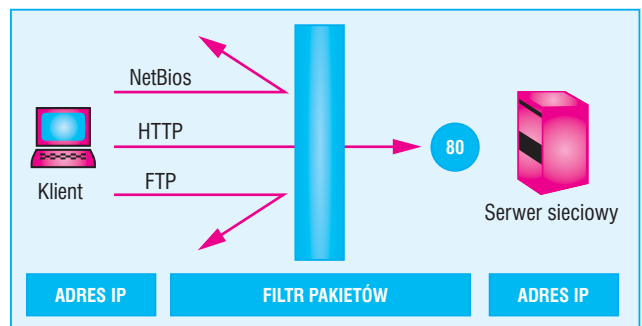 NetBios
HTTP
80
FTP
Klient
Serwer sieciowy
ADRES IP
FILTR PAKIETÓW
ADRES IP